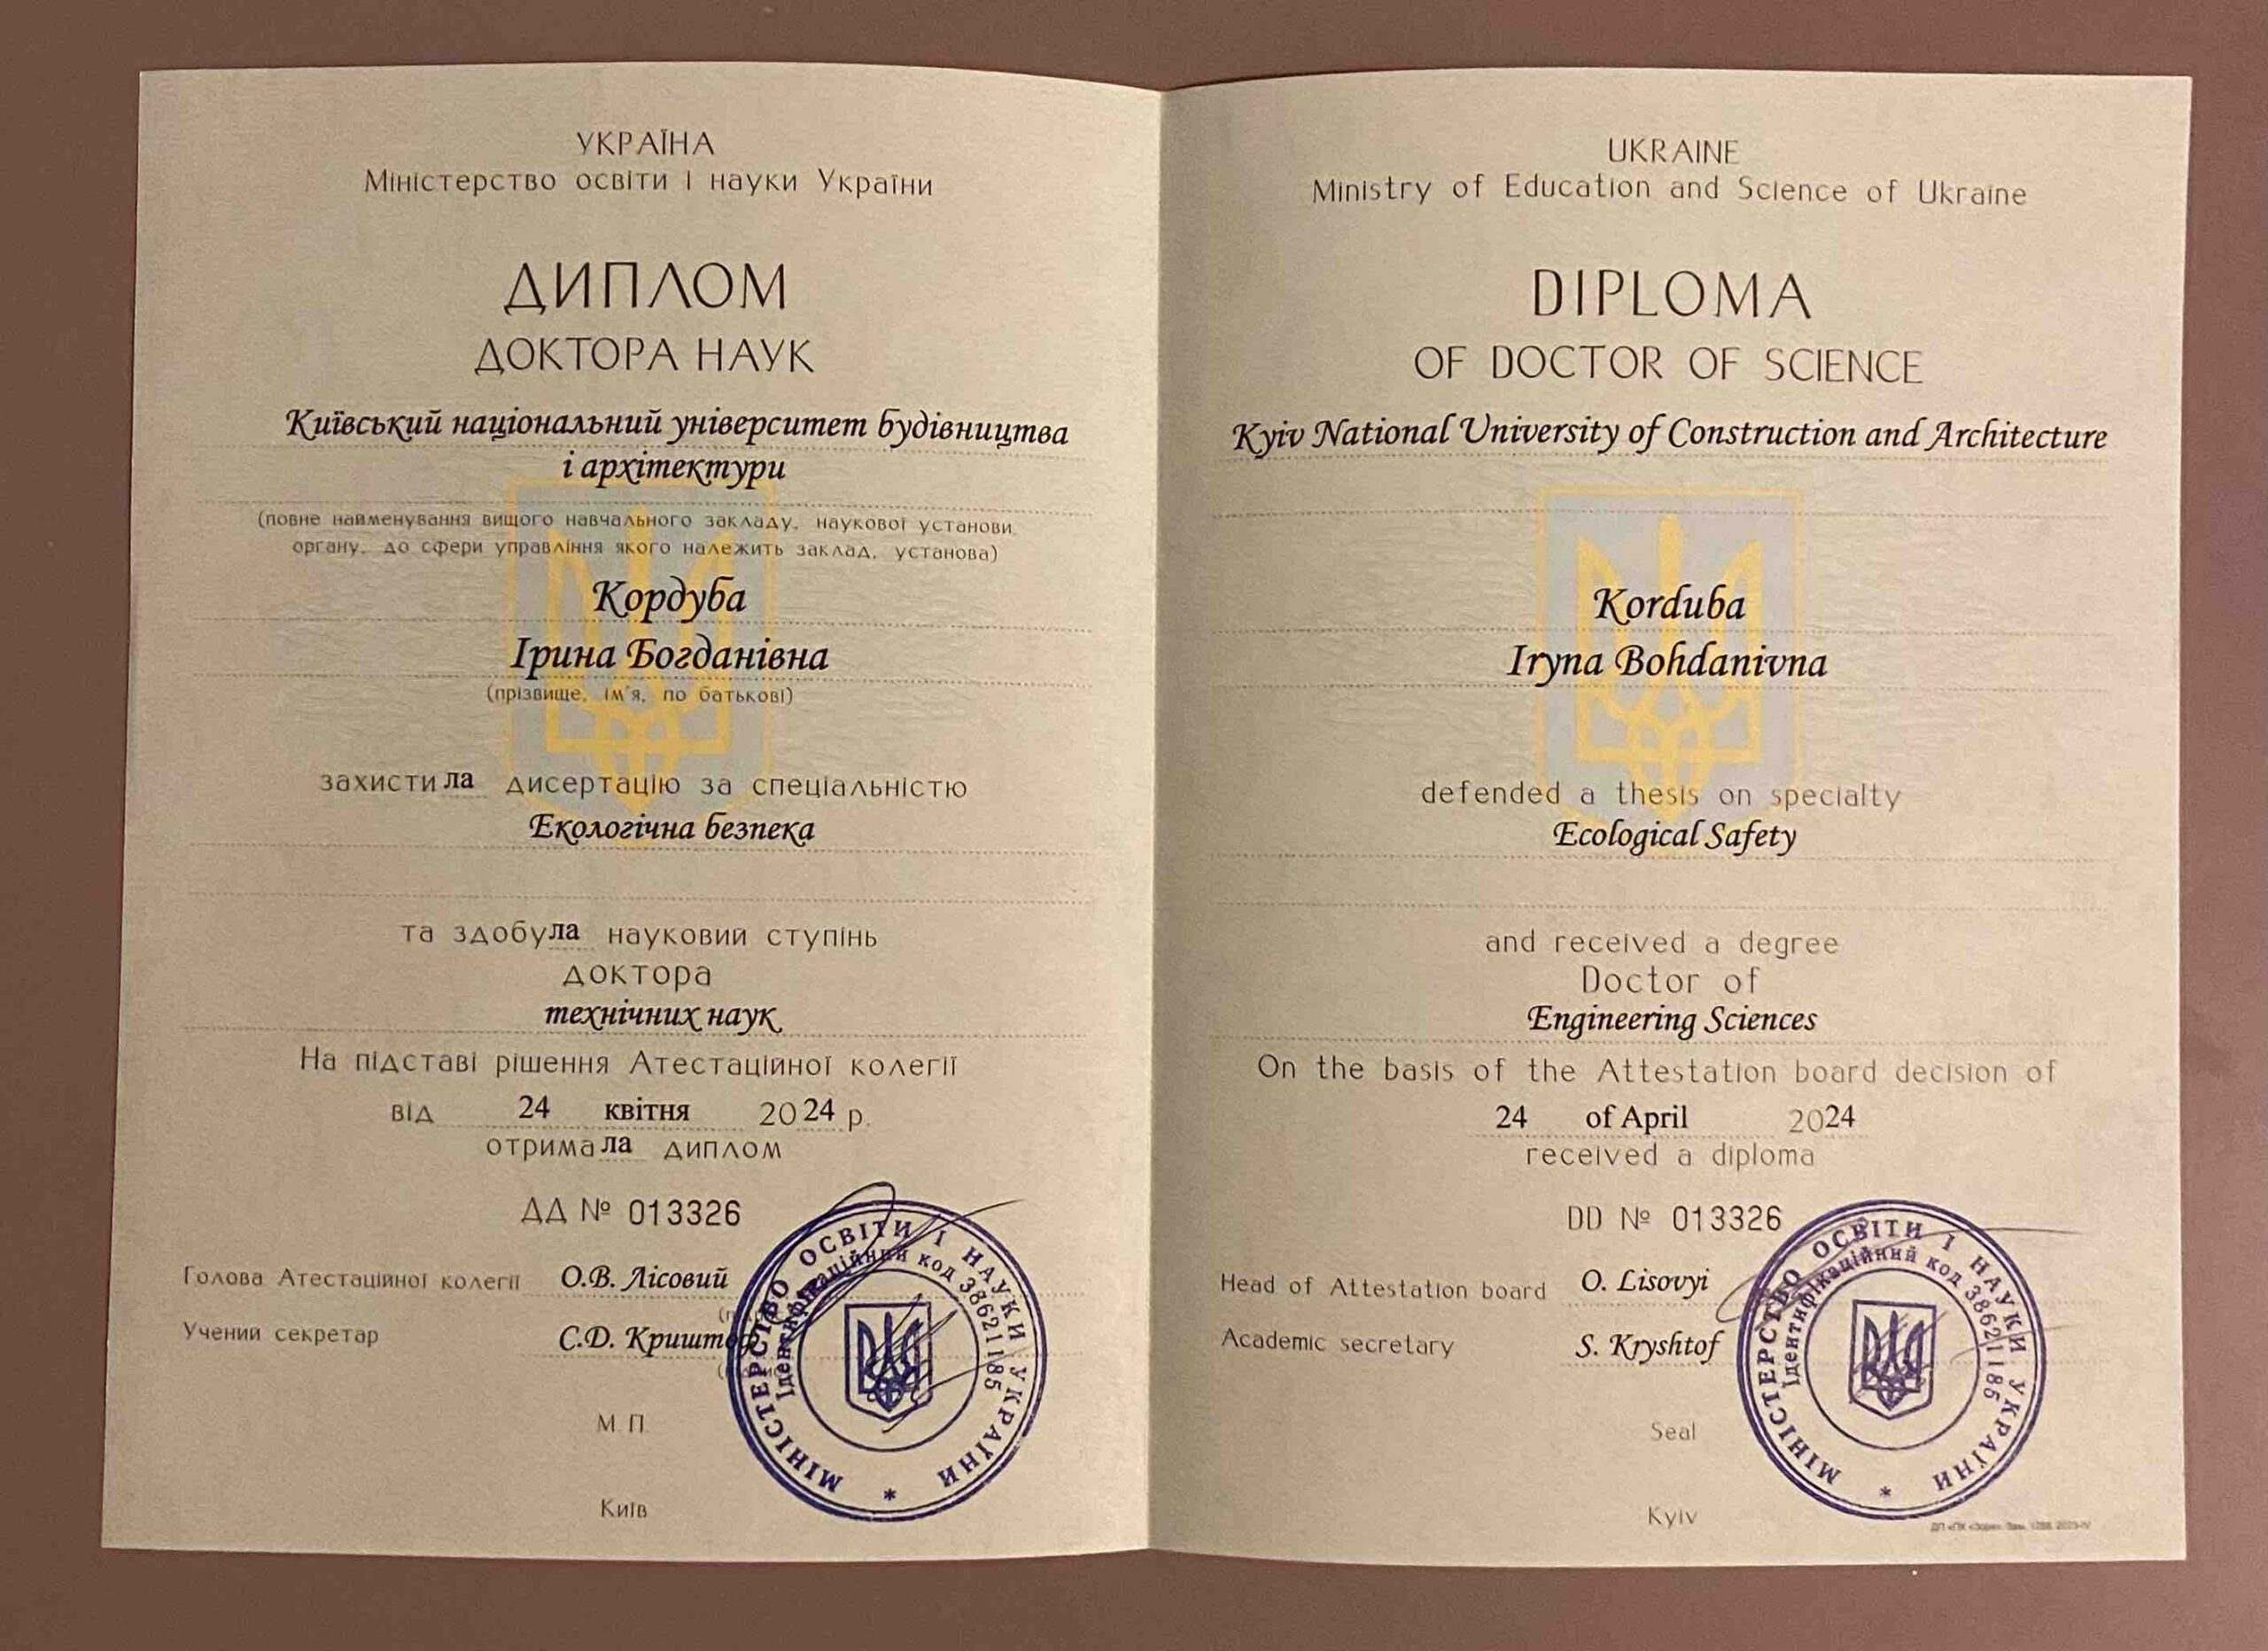 УКРАЇНА
Міністерство освіти і науки України
ДИПЛОМ
ДОКТОРА НАУК
Київський національний університет будівництва
і архітектури
(повне найменування вищого навчального закладу, наукової установи,
органу, до сфери управління якого належить заклад, установа)
Кордуба
Ірина Богданівна
(прізвище, ім'я, по батькові)
захистила дисертацію за спеціальністю
Екологічна безпека
та здобула науковий ступінь
доктора
технічних наук
На підставі рішення Атестаційної колегії
від 24 квітня 2024 р.
отримала диплом
ДД № 013326
Голова Атестаційної колегії О.В. Лісовий
Учений секретар С.Д. Криштоф
М.П.
Київ
МІНІСТЕРСТВО ОСВІТИ І НАУКИ УКРАЇНИ *
Ідентифікаційний код 38621185
UKRAINE
Ministry of Education and Science of Ukraine
DIPLOMA
OF DOCTOR OF SCIENCE
Kyiv National University of Construction and Architecture
Korduba
Iryna Bohdanivna
defended a thesis on specialty
Ecological Safety
and received a degree
Doctor of
Engineering Sciences
On the basis of the Attestation board decision of
24 of April 2024
received a diploma
DD № 013326
Head of Attestation board O. Lisovyi
Academic secretary S. Kryshtof
Seal
Kyiv
МІНІСТЕРСТВО ОСВІТИ І НАУКИ УКРАЇНИ *
Ідентифікаційний код 38621185